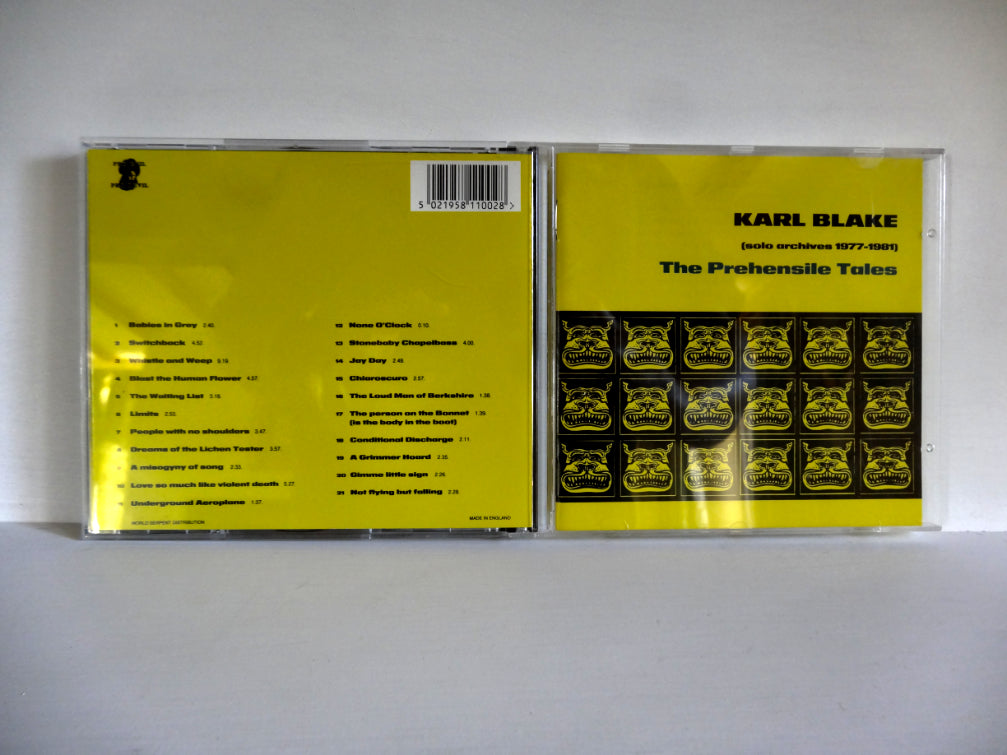 5 021958 110028 >
1 Babies in Grey 2.40.
2 Switchback 4.52.
3 Whistle and Weep 9.19.
4 Blast the Human Flower 4.37.
5 The Waiting List 3.16.
6 Limits 2.53.
7 People with no shoulders 3.47.
8 Dreams of the Lichen Tester 3.57.
9 A misogyny of song 2.33.
10 Love so much like violent death 5.27
11 Underground Aeroplane 1.57.
12 None O'Clock 6.10.
13 Stonebaby Chapelbass 4.00.
14 Jay Day 2.48.
15 Chiaroscuro 2.57.
16 The Loud Men of Berkshire 1.38.
17 The person on the Bonnet 1.39.
(is the body in the boot)
18 Conditional Discharge 2.11.
19 A Grimmer Hoard 2.35.
20 Gimme little sign 2.26.
21 Not flying but falling 2.28.
WORLD SERPENT DISTRIBUTION
MADE IN ENGLAND
KARL BLAKE
(solo archives 1977-1981)
The Prehensile Tales